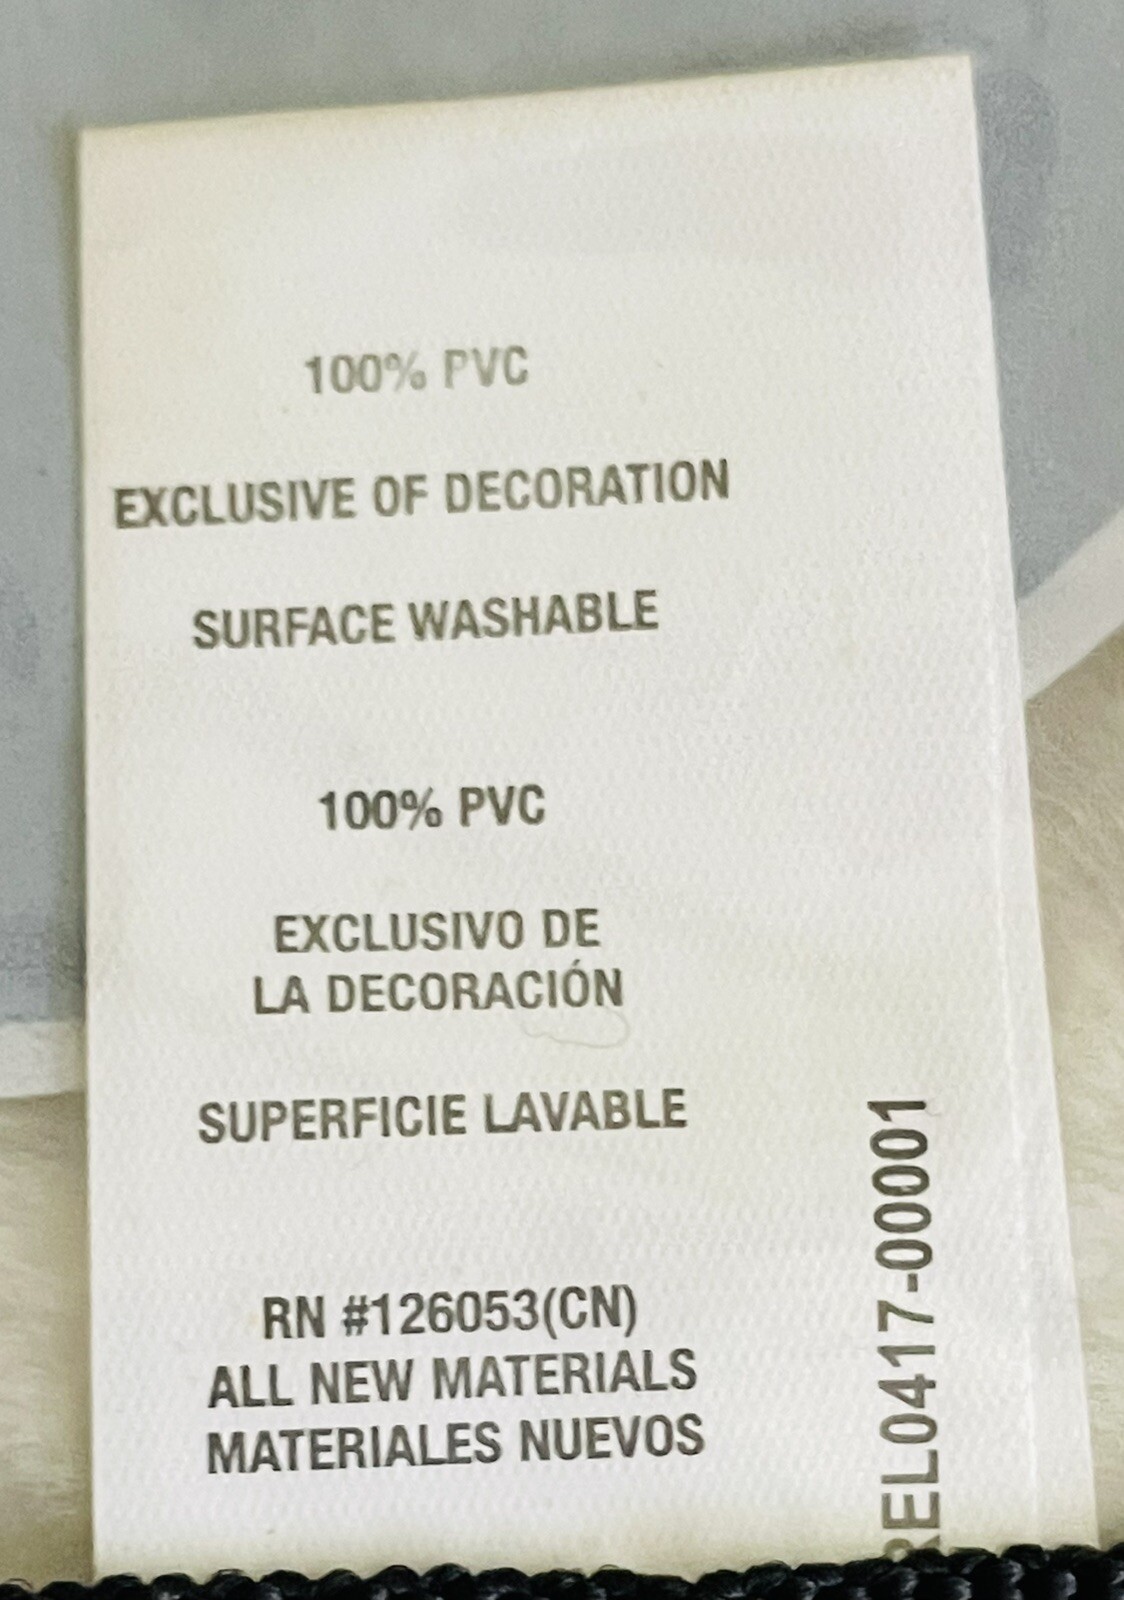 100% PVC
EXCLUSIVE OF DECORATION
SURFACE WASHABLE
100% PVC
EXCLUSIVO DE
LA DECORACIÓN
SUPERFICIE LAVABLE
RN #126053(CN)
ALL NEW MATERIALS
MATERIALES NUEVOS
REL0417-00001